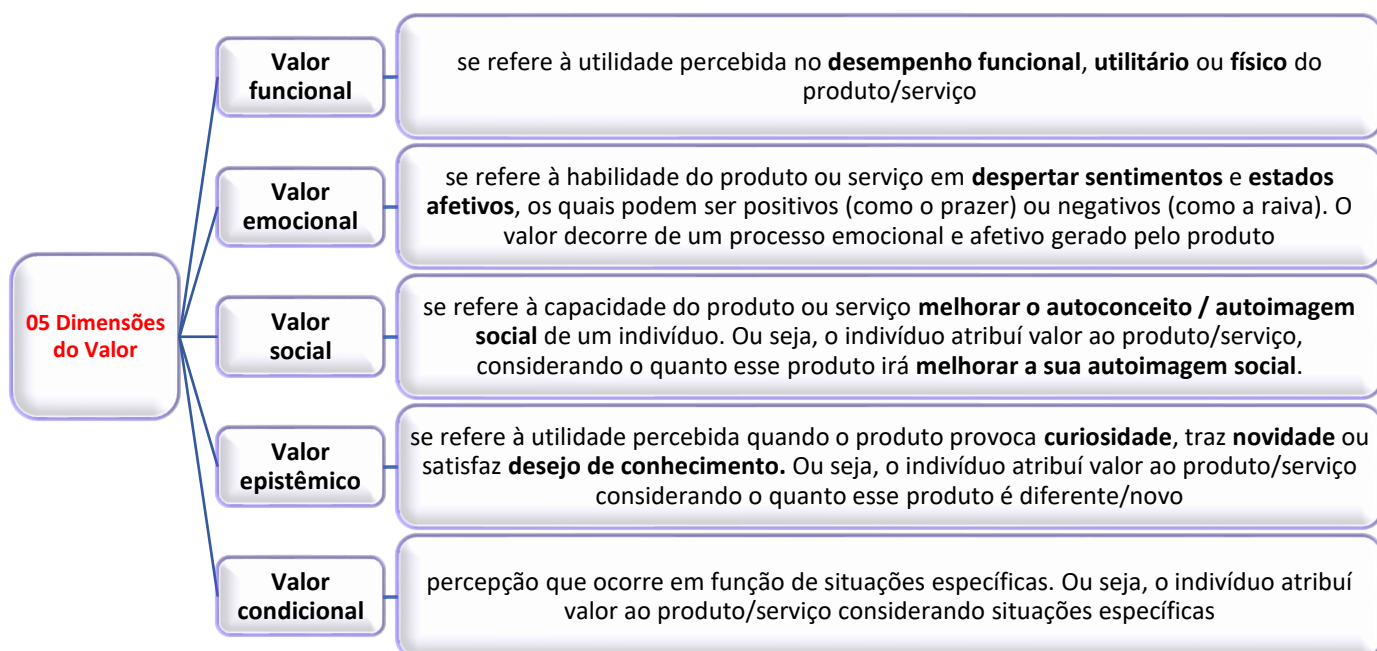 Valor
funcional
se refere à utilidade percebida no desempenho funcional, utilitário ou físico do
produto/serviço
Valor
emocional
se refere à habilidade do produto ou serviço em despertar sentimentos e estados
afetivos, os quais podem ser positivos (como o prazer) ou negativos (como a raiva). O
valor decorre de um processo emocional e afetivo gerado pelo produto
05 Dimensões
do Valor
Valor
social
se refere à capacidade do produto ou serviço melhorar o autoconceito / autoimagem
social de um indivíduo. Ou seja, o indivíduo atribuí valor ao produto/serviço,
considerando o quanto esse produto irá melhorar a sua autoimagem social.
Valor
epistêmico
se refere à utilidade percebida quando o produto provoca curiosidade, traz novidade ou
satisfaz desejo de conhecimento. Ou seja, o indivíduo atribuí valor ao produto/serviço
considerando o quanto esse produto é diferente/novo
Valor
condicional
percepção que ocorre em função de situações específicas. Ou seja, o indivíduo atribuí
valor ao produto/serviço considerando situações específicas